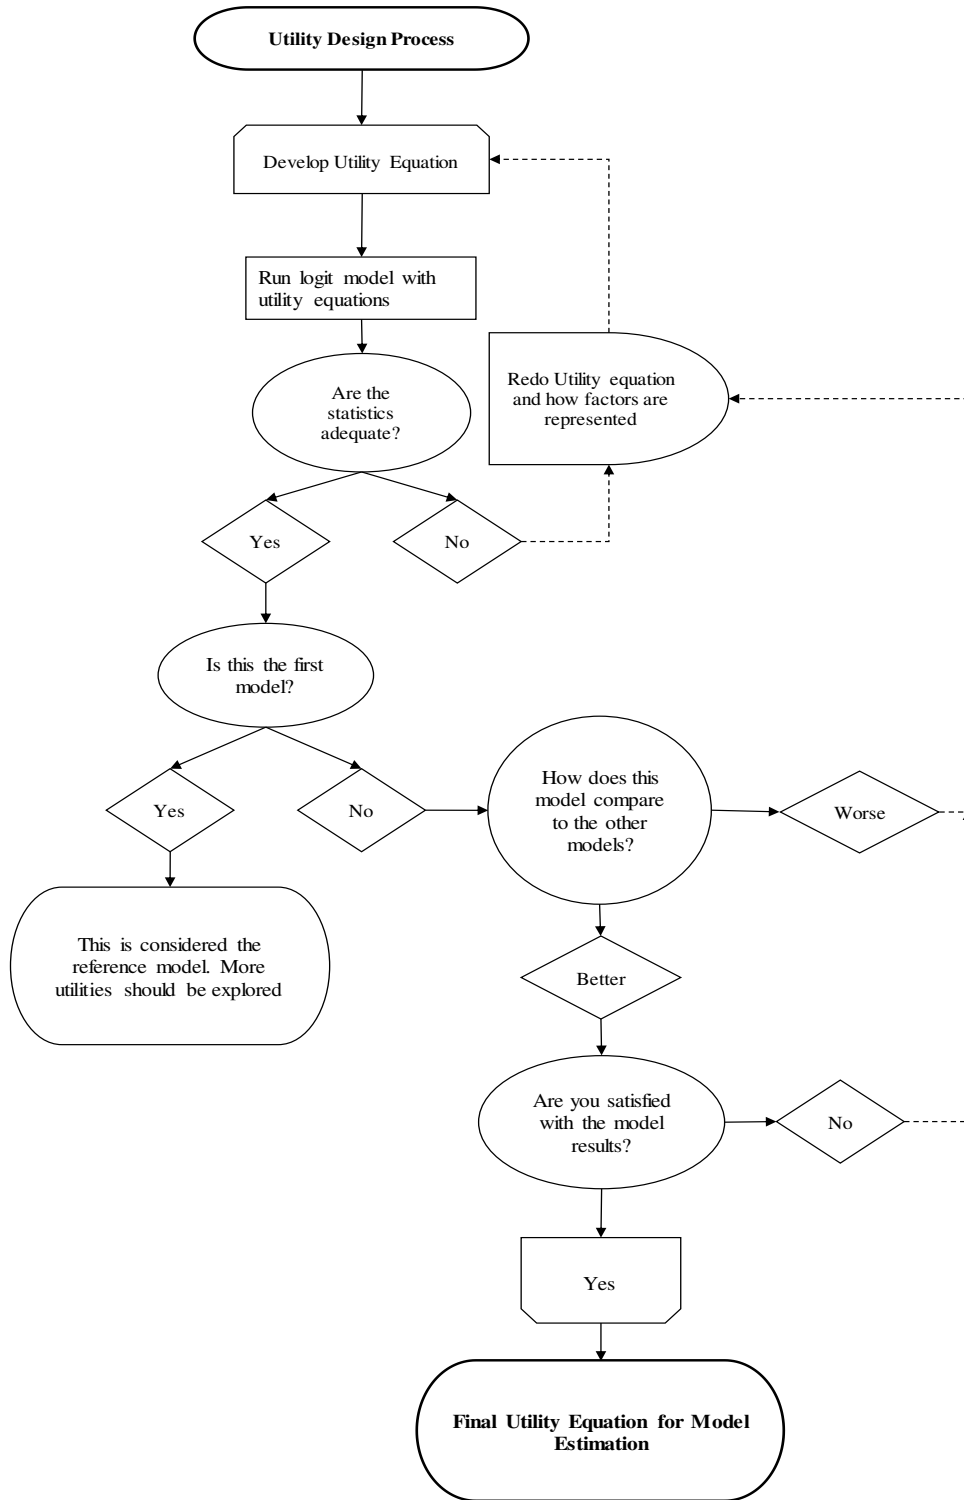 Utility Design Process
Develop Utility Equation
Run logit model with
utility equations
Are the
statistics
adequate?
Redo Utility equation
and how factors are
represented
Yes
No
Is this the first
model?
Yes
No
How does this
model compare
to the other
models?
Worse
This is considered the
reference model. More
utilities should be explored
Better
Are you satisfied
with the model
results?
No
Yes
Final Utility Equation for Model
Estimation